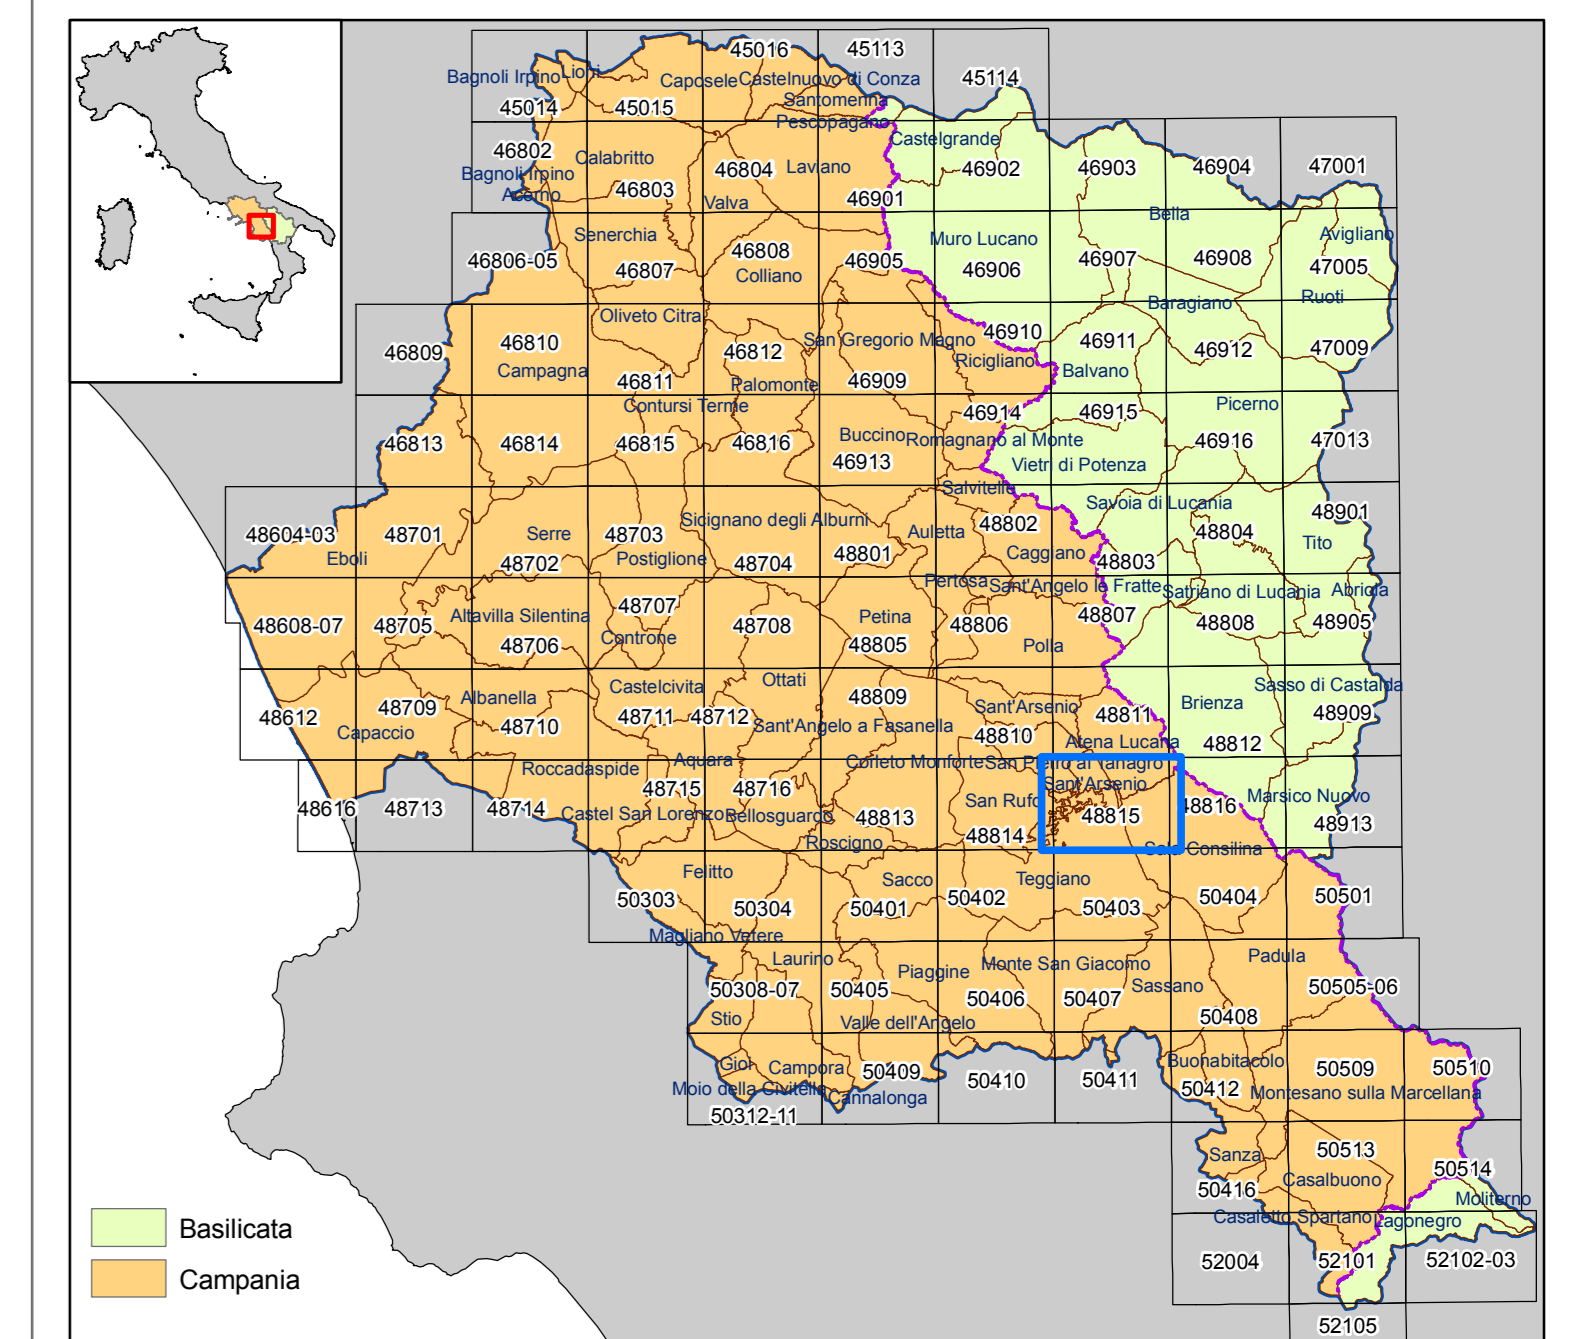 45016
45113
45114
Bagnoli Irpino
Lioni
Caposele
Castelnuovo di Conza
45014
45015
Santomenna
Pescopagano
Castelgrande
46802
Calabritto
46804
Laviano
46902
46903
46904
47001
Bagnoli Irpino
Acerno
46803
Valva
46901
Bella
Senerchia
Muro Lucano
Avigliano
46806-05
46807
46808
46905
46906
46907
46908
47005
Colliano
Baragiano
Ruoti
Oliveto Citra
46809
46810
46812
San Gregorio Magno
46910
46911
46912
47009
Campagna
46811
Palomonte
46909
Ricigliano
Balvano
Contursi Terme
46914
46915
Picerno
46813
46814
46815
46816
Buccino
Romagnano al Monte
46916
47013
46913
Vietri di Potenza
Salvitelle
Savoia di Lucania
48604-03
48701
Serre
48703
Sicignano degli Alburni
Auletta
48802
48804
48901
Eboli
48702
Postiglione
48704
48801
Caggiano
48803
Tito
Pertosa
Sant'Angelo le Fratte
Satriano di Lucania
Abriola
48608-07
48705
Altavilla Silentina
48707
48708
Petina
48806
48807
48808
48905
48706
Controne
48805
Polla
Castelcivita
Ottati
48612
48709
Albanella
48711
48712
48809
Sant'Arsenio
48811
Brienza
Sasso di Castalda
Capaccio
48710
Sant'Angelo a Fasanella
48810
Atena Lucana
48812
48909
Roccadaspide
Aquara
Corleto Monforte
San Pietro al Tanagro
Sant'Arsenio
48616
48713
48714
48715
48716
San Rufo
48815
48816
Marsico Nuovo
Castel San Lorenzo
Bellosguardo
48813
48814
48913
Roscigno
Sala Consilina
Felitto
Sacco
Teggiano
50303
50304
50401
50402
50403
50404
50501
Magliano Vetere
Laurino
Piaggine
Monte San Giacomo
Padula
50308-07
50405
50406
50407
Sassano
50505-06
Stio
Valle dell'Angelo
50408
Gioi
Campora
50409
50410
50411
Buonabitacolo
50509
50510
Moio della Civitella
Cannalonga
50412
Montesano sulla Marcellana
50312-11
Sanza
50513
50514
50416
Casalbuono
Moliterno
Casaletto Spartano
Lagonegro
52004
52101
52102-03
52105
Basilicata
Campania